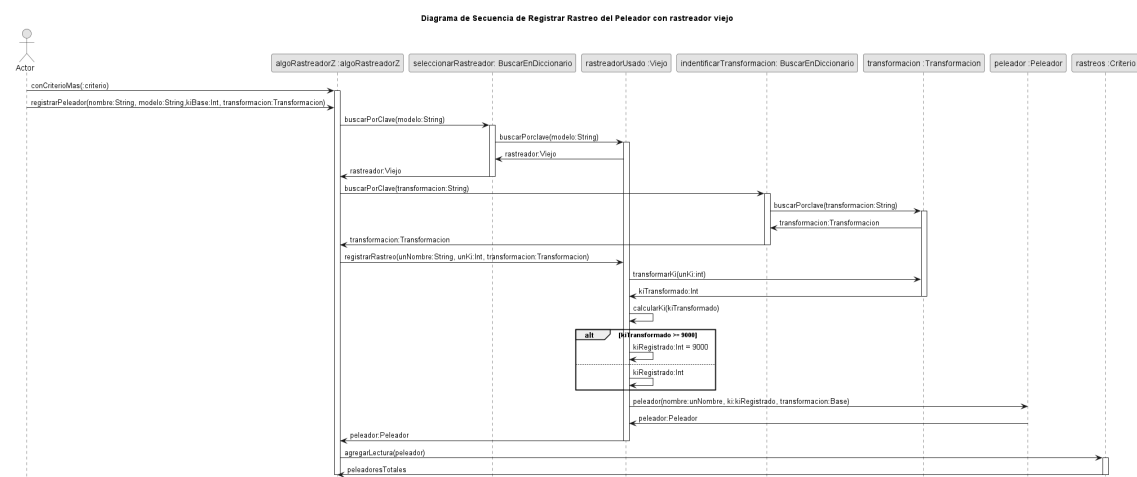 Diagrama de Secuencia de Registrar Rastreo del Peleador con rastreador viejo
Actor
algoRastreadorZ :algoRastreadorZ
seleccionarRastreador: BuscarEnDiccionario
rastreadorUsado :Viejo
indentificarTransformacion: BuscarEnDiccionario
transformacion :Transformacion
peleador :Peleador
rastreos :Criterio
conCriterioMas(:criterio)
registrarPeleador(nombre:String, modelo:String,kiBase:Int, transformacion:Transformacion)
buscarPorClave(modelo:String)
buscarPorclave(modelo:String)
rastreador:Viejo
rastreador:Viejo
buscarPorClave(transformacion:String)
buscarPorclave(transformacion:String)
transformacion:Transformacion
transformacion:Transformacion
registrarRastreo(unNombre:String, unKi:Int, transformacion:Transformacion)
transformarKi(unKi:int)
kiTransformado:Int
calcularKi(kiTransformado)
alt [kiTransformado >= 9000]
kiRegistrado:Int = 9000
kiRegistrado:Int
peleador(nombre:unNombre, ki:kiRegistrado, transformacion:Base)
peleador:Peleador
peleador:Peleador
agregarLectura(peleador)
peleadoresTotales